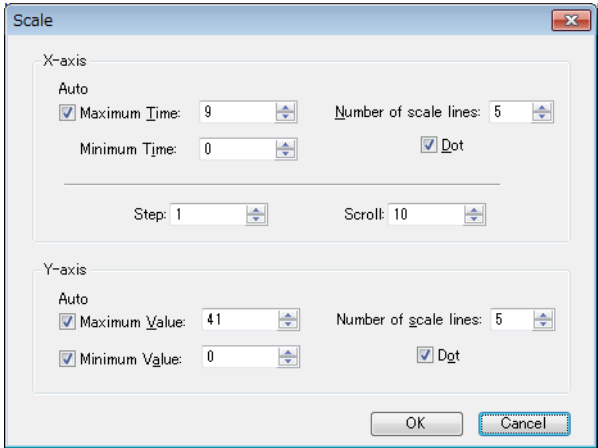 Scale
X-axis
Auto
Maximum Time: 9 Number of scale lines: 5
Minimum Time: 0 Dot
Step: 1 Scroll: 10
Y-axis
Auto
Maximum Value: 41 Number of scale lines: 5
Minimum Value: 0 Dot
OK Cancel